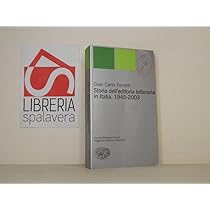 LIBRERIA
spalavera
Gian Carlo Ferretti
Storia dell'editoria letteraria
in Italia. 1945-2003